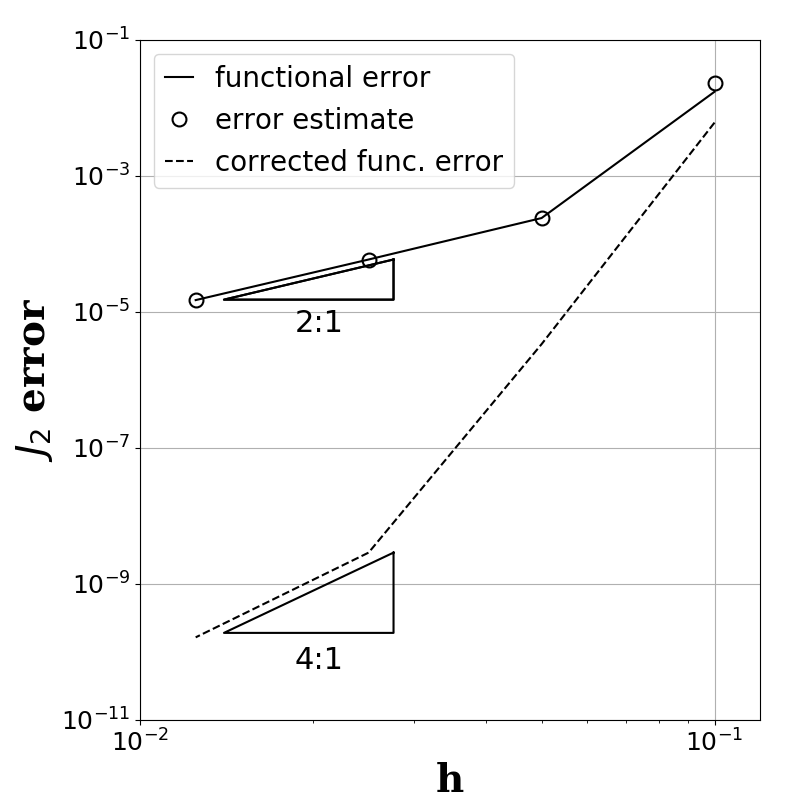 10⁻¹
functional error
error estimate
corrected func. error
10⁻³
10⁻⁵
2:1
J₂ error
10⁻⁷
10⁻⁹
4:1
10⁻¹¹
10⁻² 10⁻¹
h